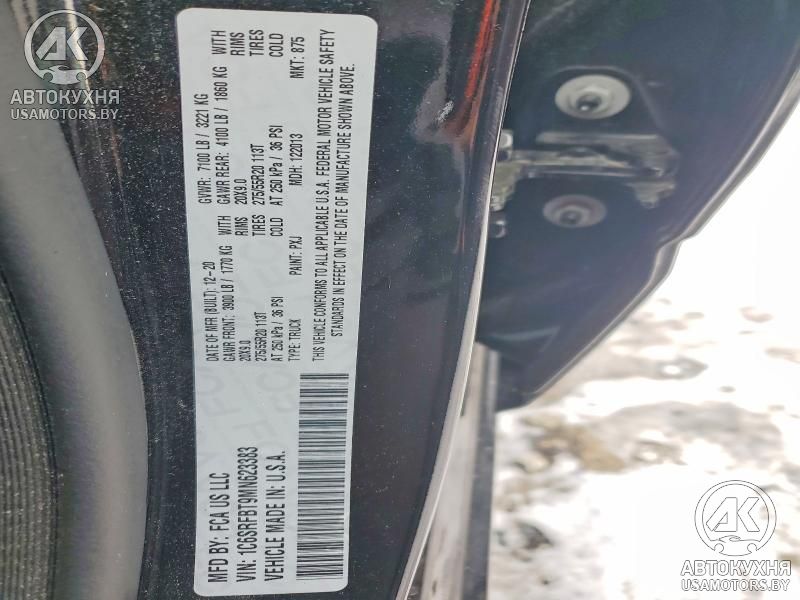 MFD BY: FCA US LLC
DATE OF MFR (BUILT): 12-20
GVWR: 7100 LB / 3221 KG
GAWR FRONT: 3900 LB / 1770 KG WITH
GAWR REAR: 4100 LB / 1860 KG WITH
20X9.0 RIMS
20X9.0 RIMS
275/55R20 113T TIRES
275/55R20 113T TIRES
AT 250 kPa / 36 PSI COLD
AT 250 kPa / 36 PSI COLD
VIN: 1C6SRFBT9MN623383
TYPE: TRUCK
PAINT: PXJ
MDH: 122013
MKT: 875
VEHICLE MADE IN: U.S.A.
THIS VEHICLE CONFORMS TO ALL APPLICABLE U.S.A. FEDERAL MOTOR VEHICLE SAFETY
STANDARDS IN EFFECT ON THE DATE OF MANUFACTURE SHOWN ABOVE.
АК
АВТОКУХНЯ
USAMOTORS.BY
АК
АВТОКУХНЯ
USAMOTORS.BY